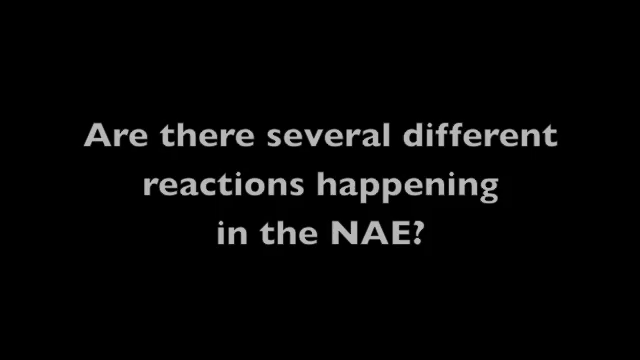 Are there several different
reactions happening
in the NAE?